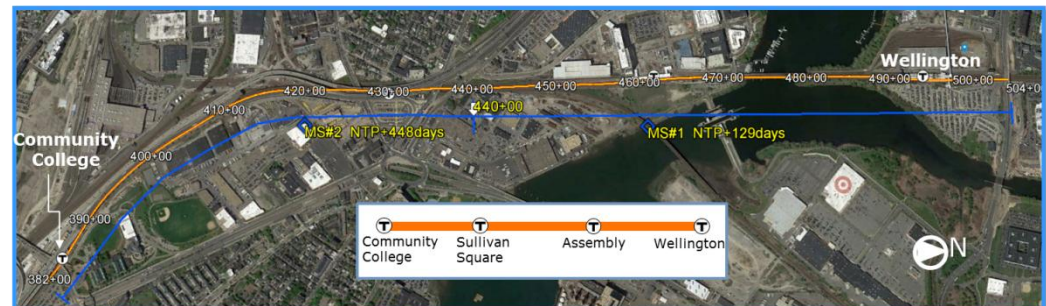 Wellington
420+00
430+00
440+00
450+00
460+00
470+00
480+00
490+00
500+00
504+
410+00
440+00
MS#2 NTP+448days
MS#1 NTP+129days
Community
College
400+00
390+00
382+00
Community
College
Sullivan
Square
Assembly
Wellington
N